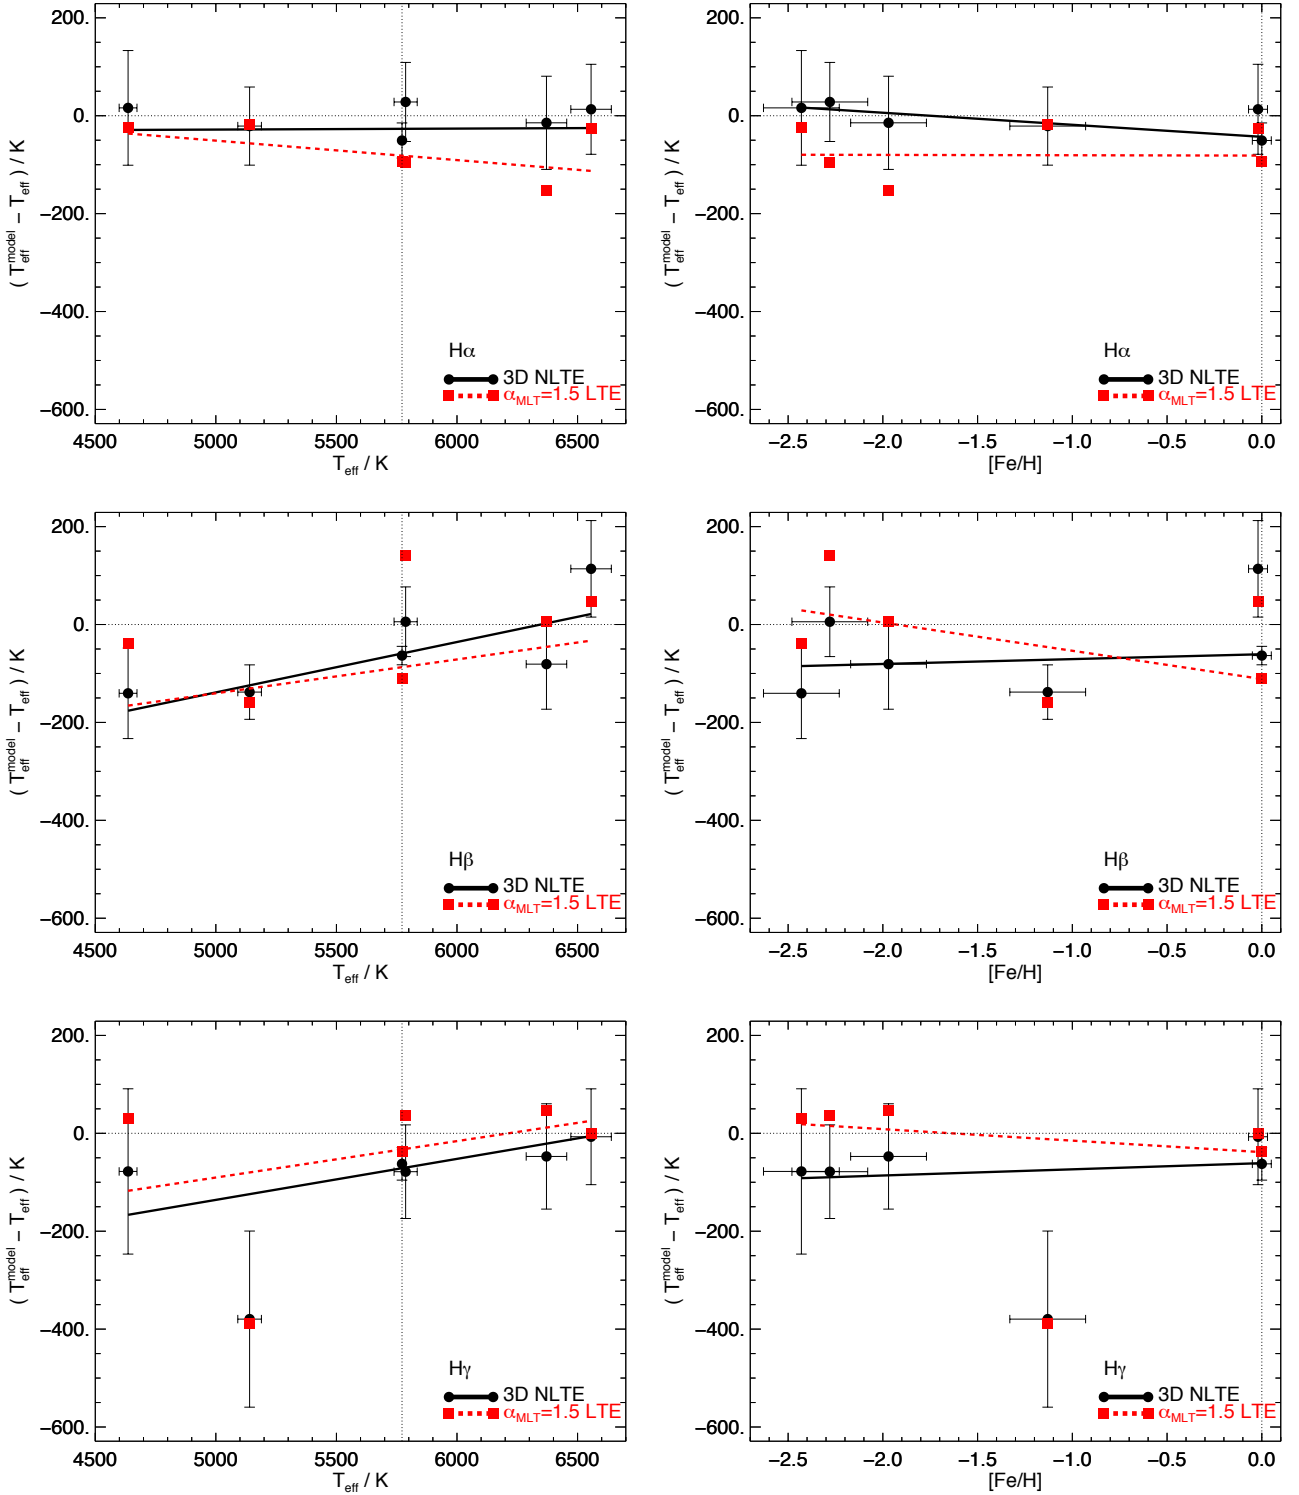 200.
0.
−200.
−400.
−600.
( T_eff^model − T_eff ) / K
Hα
3D NLTE
α_MLT=1.5 LTE
4500 5000 5500 6000 6500
T_eff / K
200.
0.
−200.
−400.
−600.
( T_eff^model − T_eff ) / K
Hα
3D NLTE
α_MLT=1.5 LTE
−2.5 −2.0 −1.5 −1.0 −0.5 0.0
[Fe/H]
200.
0.
−200.
−400.
−600.
( T_eff^model − T_eff ) / K
Hβ
3D NLTE
α_MLT=1.5 LTE
4500 5000 5500 6000 6500
T_eff / K
200.
0.
−200.
−400.
−600.
( T_eff^model − T_eff ) / K
Hβ
3D NLTE
α_MLT=1.5 LTE
−2.5 −2.0 −1.5 −1.0 −0.5 0.0
[Fe/H]
200.
0.
−200.
−400.
−600.
( T_eff^model − T_eff ) / K
Hγ
3D NLTE
α_MLT=1.5 LTE
4500 5000 5500 6000 6500
T_eff / K
200.
0.
−200.
−400.
−600.
( T_eff^model − T_eff ) / K
Hγ
3D NLTE
α_MLT=1.5 LTE
−2.5 −2.0 −1.5 −1.0 −0.5 0.0
[Fe/H]